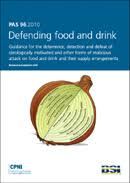 PAS 96:2010
Defending food and drink
Guidance for the deterrence, detection and defeat of
ideologically motivated and other forms of malicious
attack on food and drink and their supply arrangements
CPNI
BSI